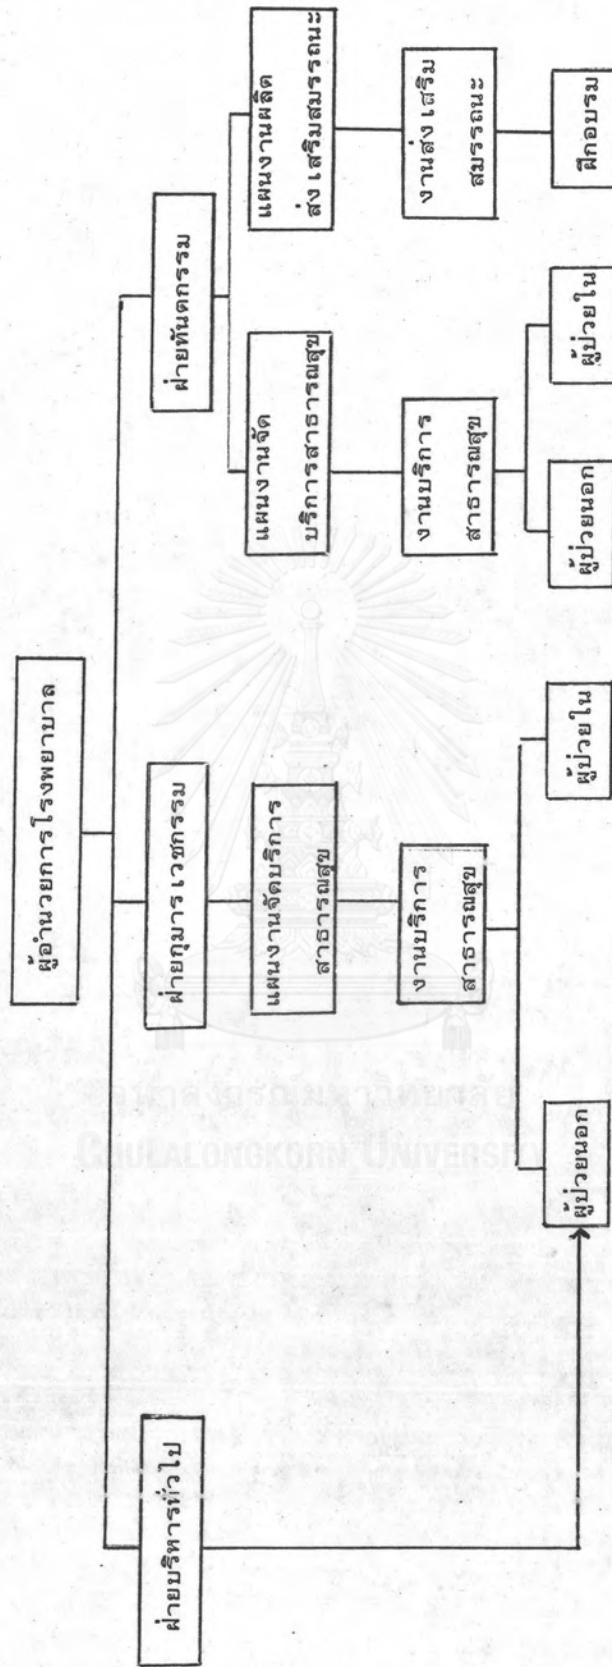 ผู้อำนวยการโรงพยาบาล
ฝ่ายบริหารทั่วไป
ฝ่ายกุมารเวชกรรม
ฝ่ายทันตกรรม
แผนงานจัดบริการ
สาธารณสุข
แผนงานจัด
บริการสาธารณสุข
แผนงานผลิต
ส่งเสริมสมรรถนะ
งานบริการ
สาธารณสุข
งานบริการ
สาธารณสุข
งานส่งเสริม
สมรรถนะ
ผู้ป่วยนอก
ผู้ป่วยใน
ผู้ป่วยนอก
ผู้ป่วยใน
ฝึกอบรม
จุฬาลงกรณ์มหาวิทยาลัย
CHULALONGKORN UNIVERSITY